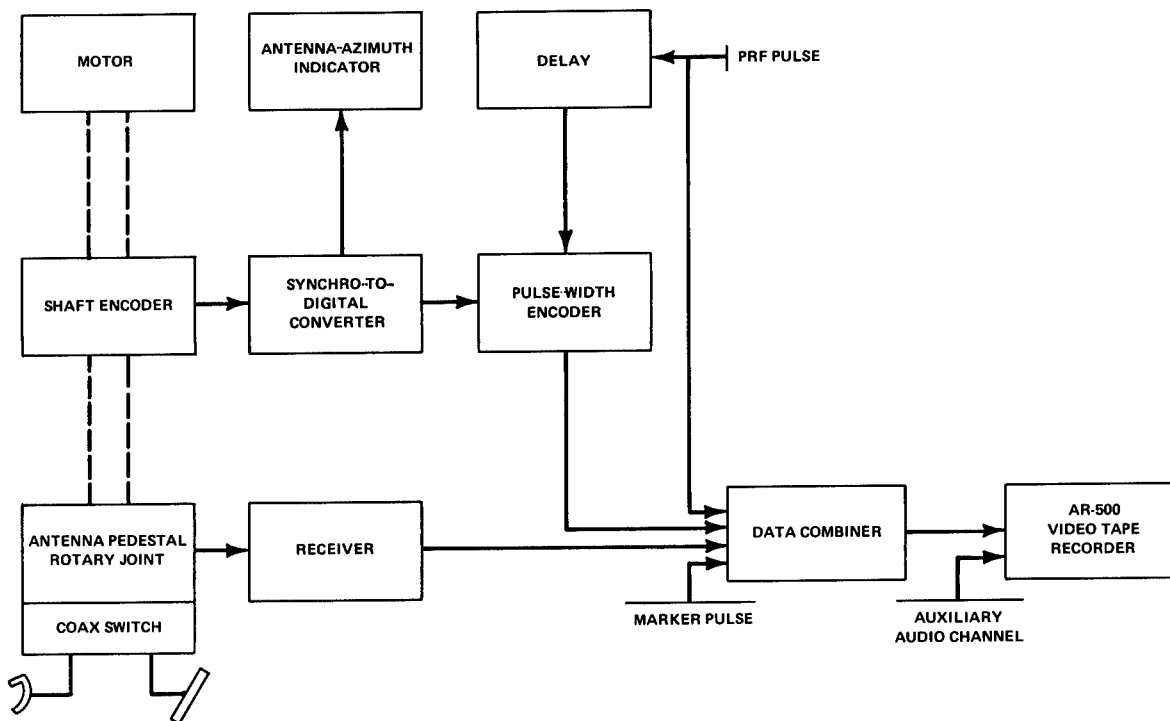 MOTOR
ANTENNA-AZIMUTH
INDICATOR
DELAY
PRF PULSE
SHAFT ENCODER
SYNCHRO-TO-
DIGITAL
CONVERTER
PULSE-WIDTH
ENCODER
ANTENNA PEDESTAL
ROTARY JOINT
COAX SWITCH
RECEIVER
DATA COMBINER
AR-500
VIDEO TAPE
RECORDER
MARKER PULSE
AUXILIARY
AUDIO CHANNEL